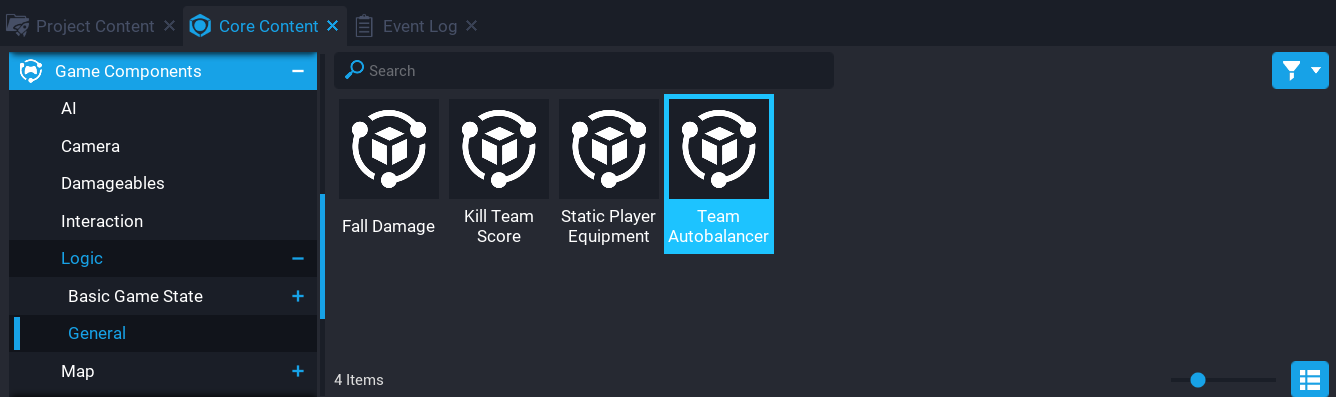 Project Content
Core Content
Event Log
Game Components
AI
Camera
Damageables
Interaction
Logic
Basic Game State
General
Map
Search
Fall Damage
Kill Team
Score
Static Player
Equipment
Team
Autobalancer
4 Items